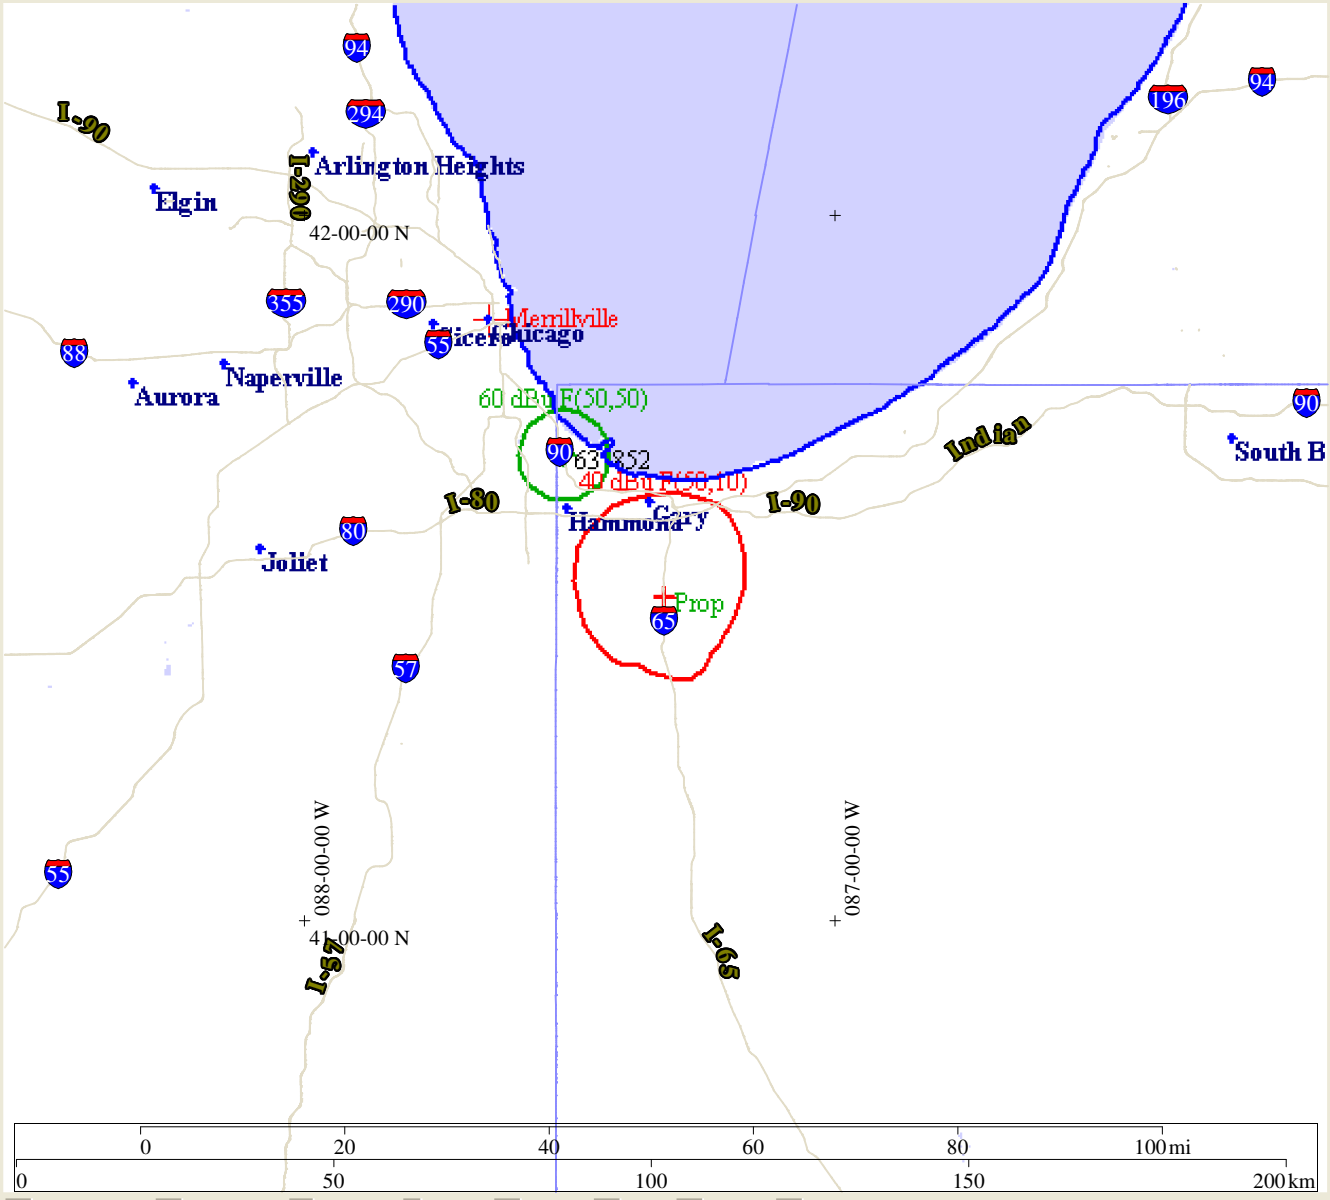 94
94
196
294
I-90
Arlington Heights
I-290
Elgin
42-00-00 N
355
290
Merrillville
Cicero
Chicago
55
88
Naperville
Aurora
60 dBu F(50,50)
90
Indian
South B
90
40 dBu F(50,10)
I-80
I-90
Hammond
Gary
80
Joliet
Prop
65
57
088-00-00 W
087-00-00 W
55
41-00-00 N
I-57
I-65
0 20 40 60 80 100 mi
0 50 100 150 200 km